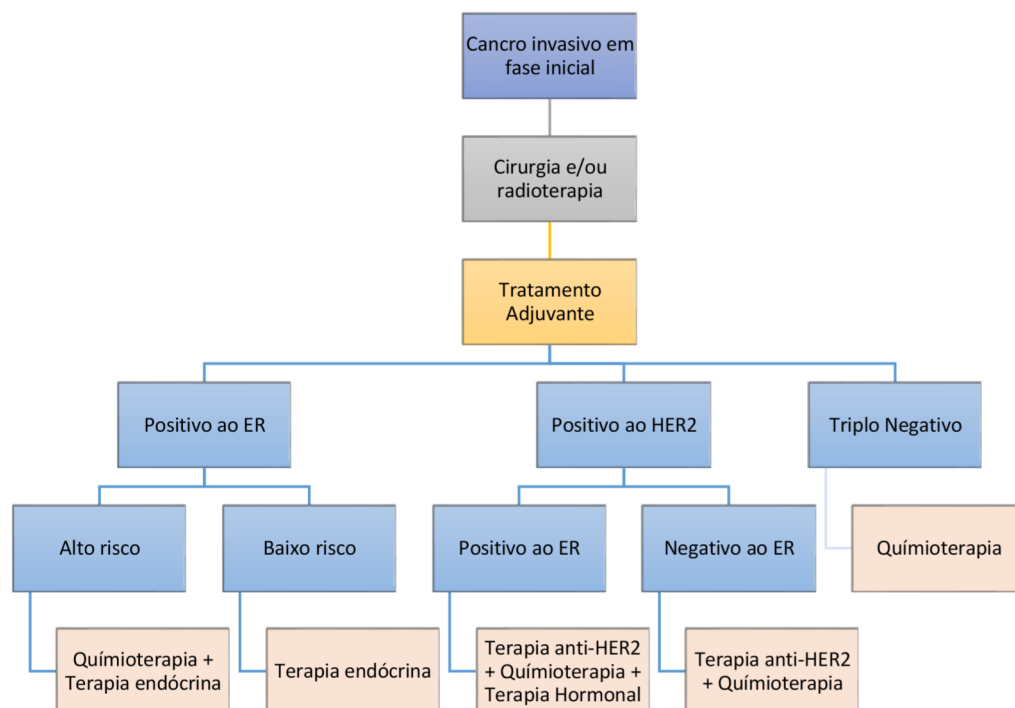 Cancro invasivo em
fase inicial
Cirurgia e/ou
radioterapia
Tratamento
Adjuvante
Positivo ao ER
Positivo ao HER2
Triplo Negativo
Alto risco
Baixo risco
Positivo ao ER
Negativo ao ER
Químioterapia
Químioterapia +
Terapia endócrina
Terapia endócrina
Terapia anti-HER2
+ Químioterapia +
Terapia Hormonal
Terapia anti-HER2
+ Químioterapia